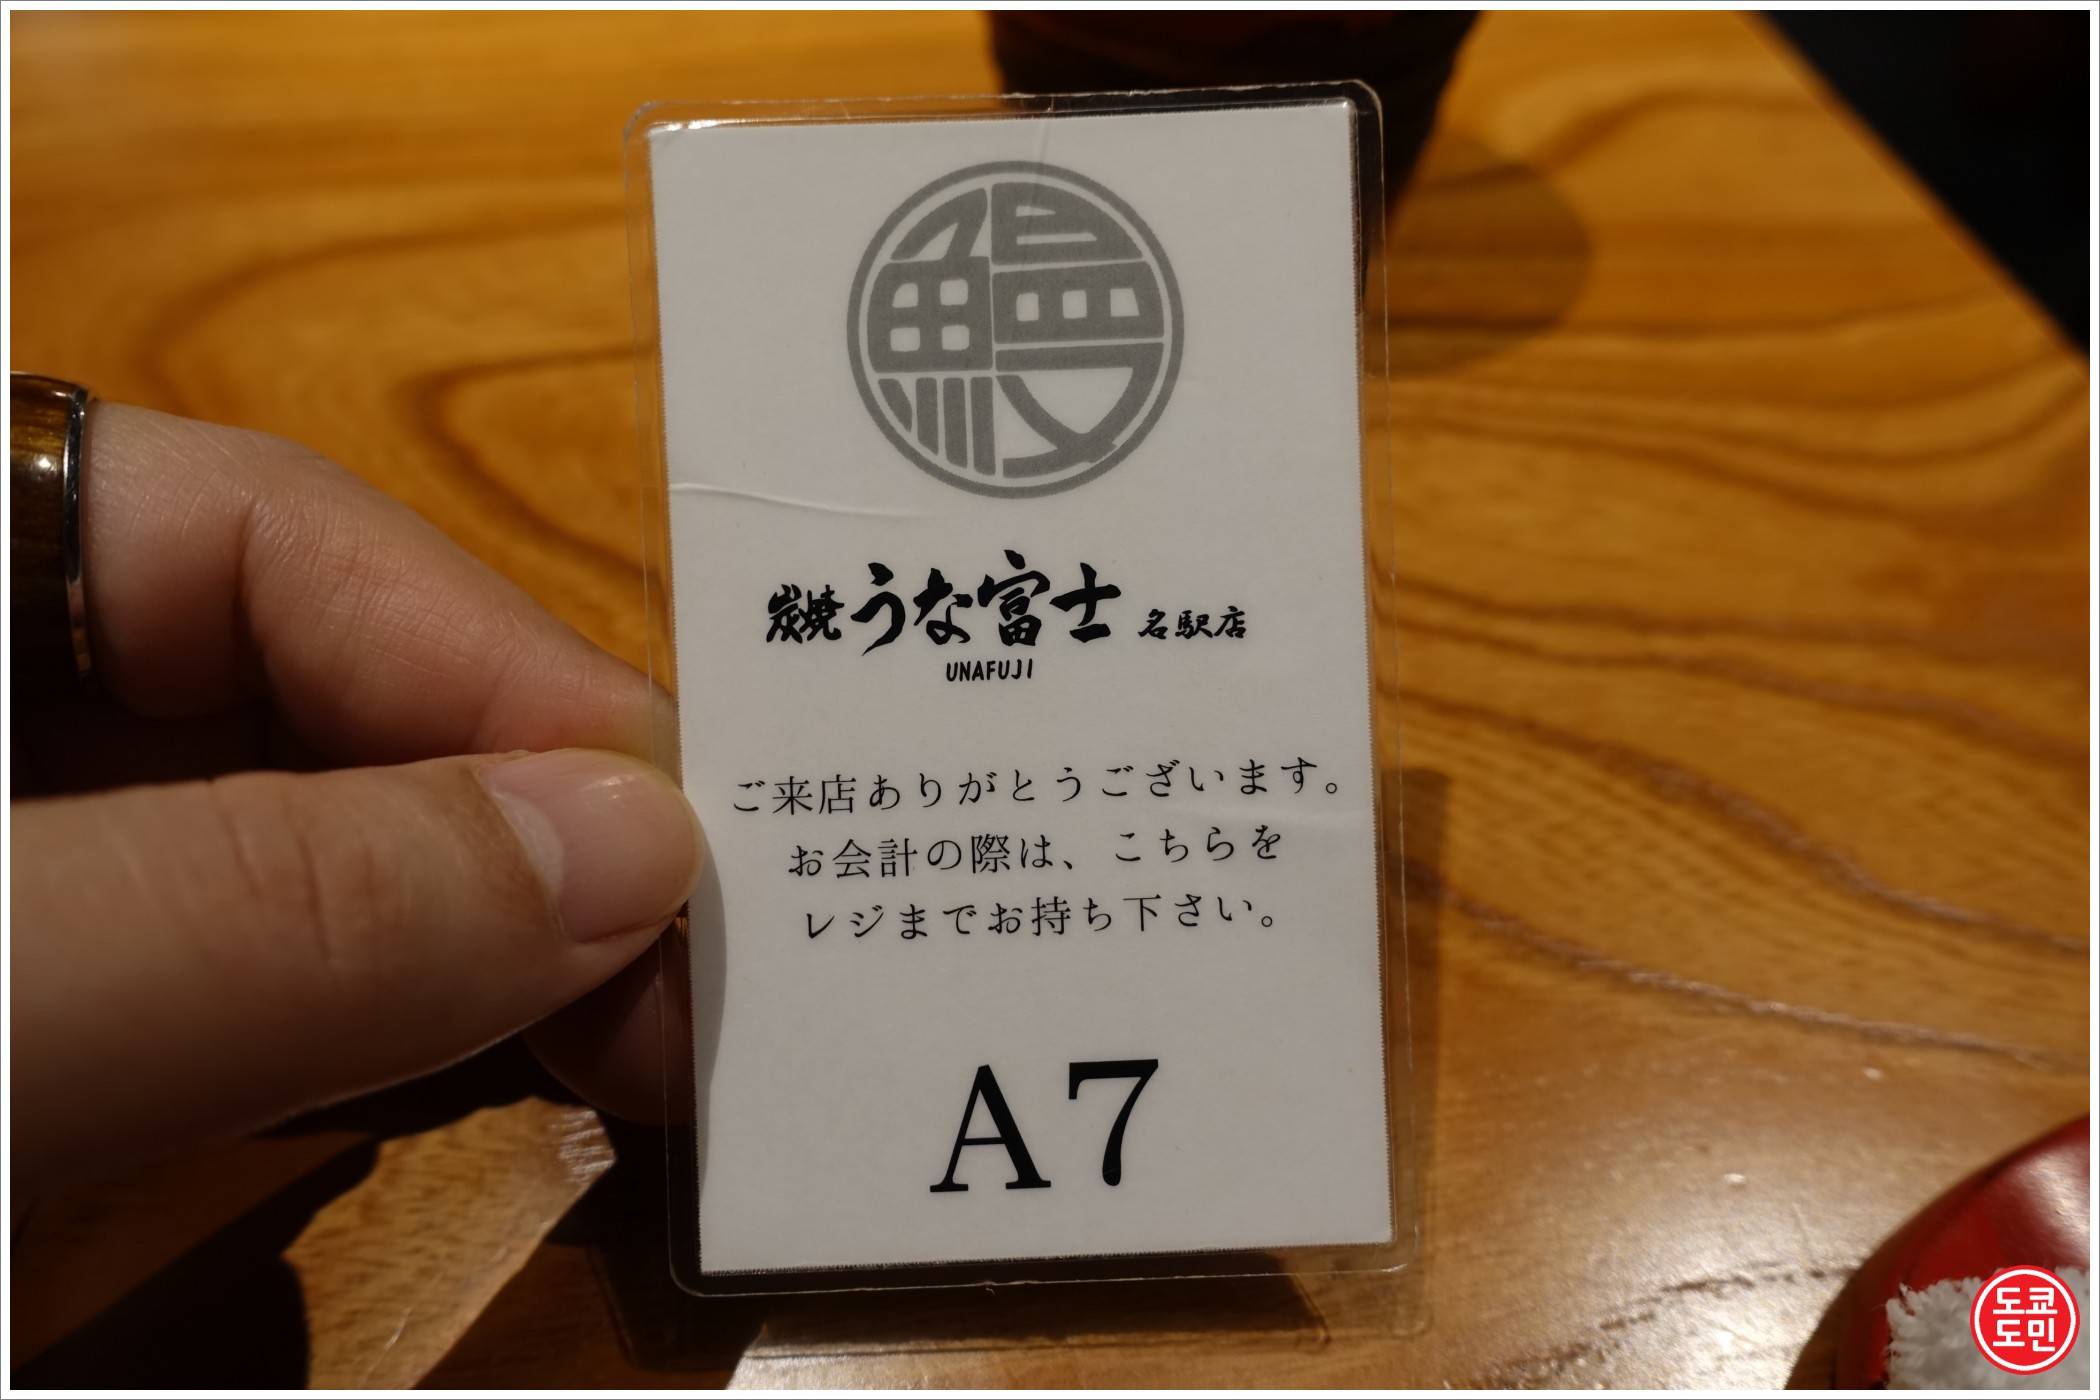 鰻
炭焼うな富士 名駅店
UNAFUJI
ご来店ありがとうございます。
お会計の際は、こちらを
レジまでお持ち下さい。
A7
도쿄
도민